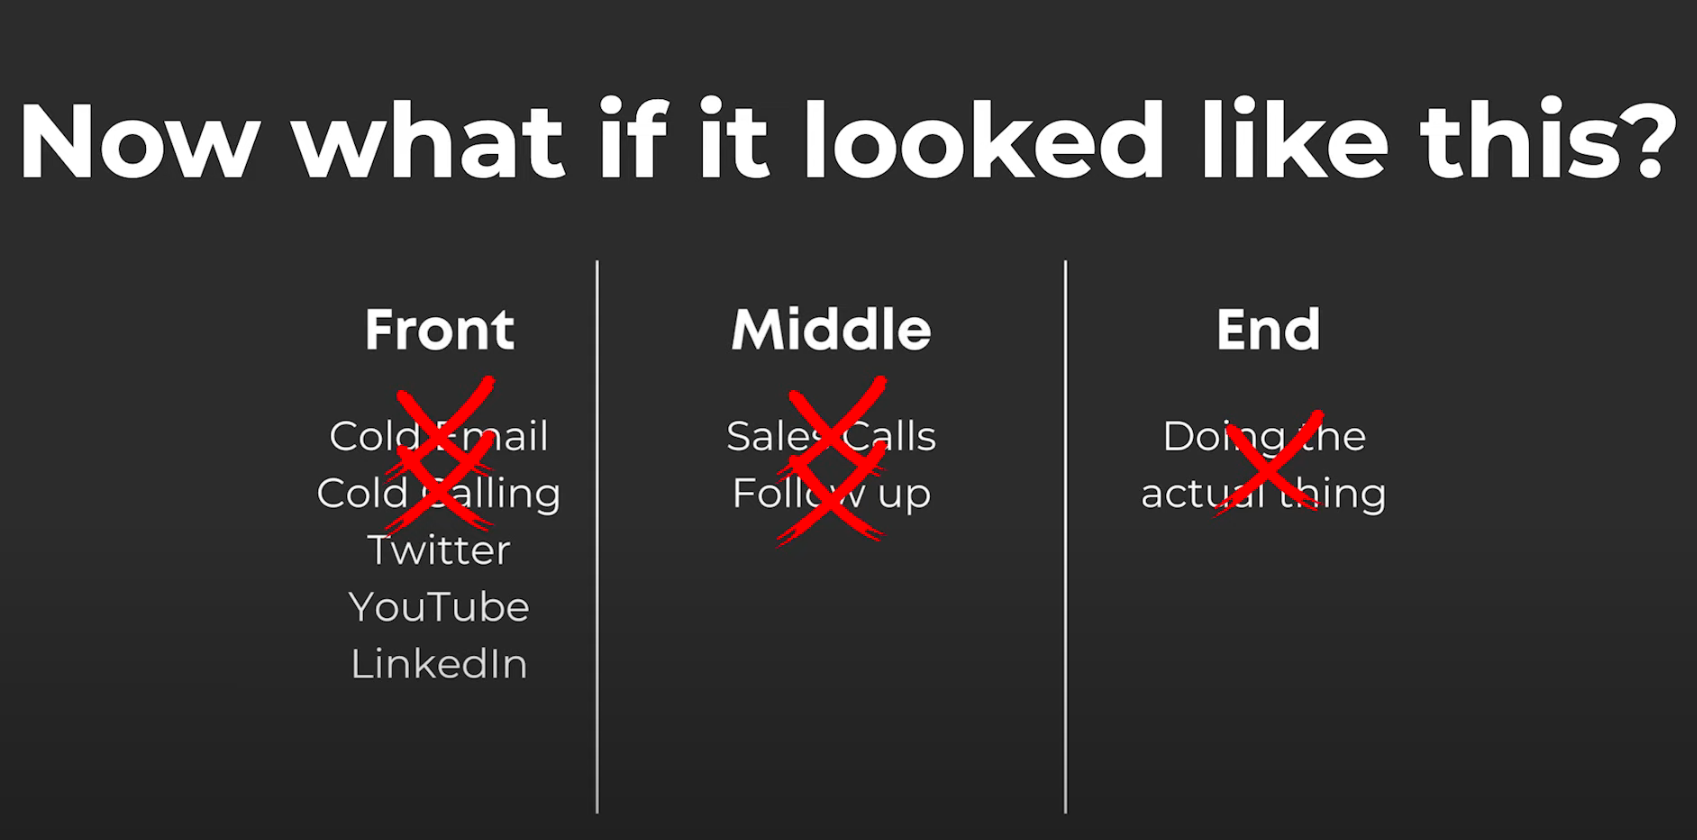 Now what if it looked like this?
Front
Cold Email
Cold Calling
Twitter
YouTube
LinkedIn
Middle
Sales Calls
Follow up
End
Doing the
actual thing